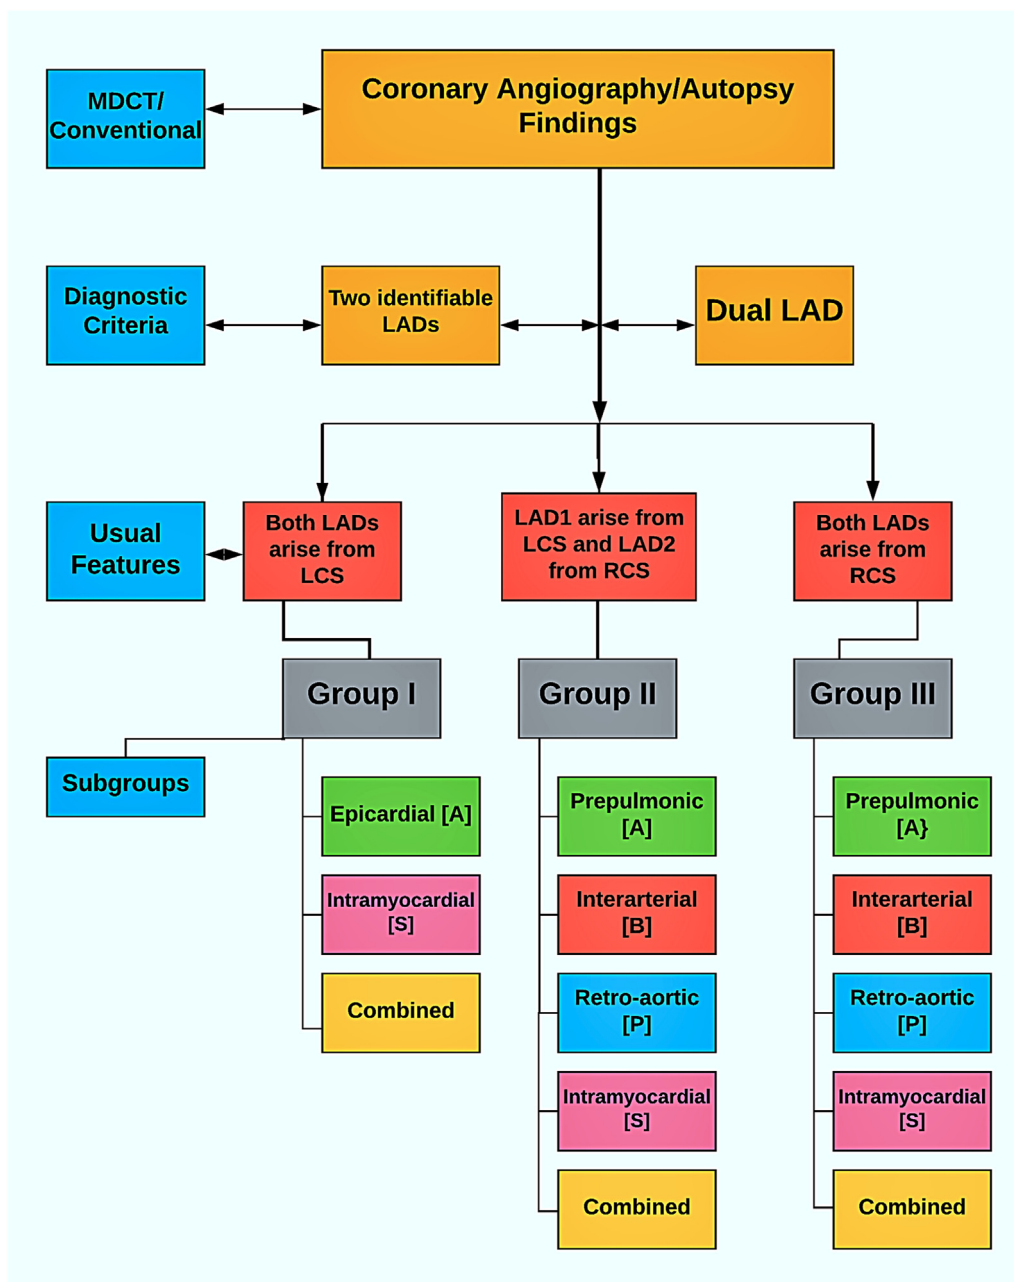 MDCT/
Conventional
Coronary Angiography/Autopsy
Findings
Diagnostic
Criteria
Two identifiable
LADs
Dual LAD
Usual
Features
Both LADs
arise from
LCS
LAD1 arise from
LCS and LAD2
from RCS
Both LADs
arise from
RCS
Group I
Group II
Group III
Subgroups
Epicardial [A]
Intramyocardial
[S]
Combined
Prepulmonic
[A]
Interarterial
[B]
Retro-aortic
[P]
Intramyocardial
[S]
Combined
Prepulmonic
[A}
Interarterial
[B]
Retro-aortic
[P]
Intramyocardial
[S]
Combined